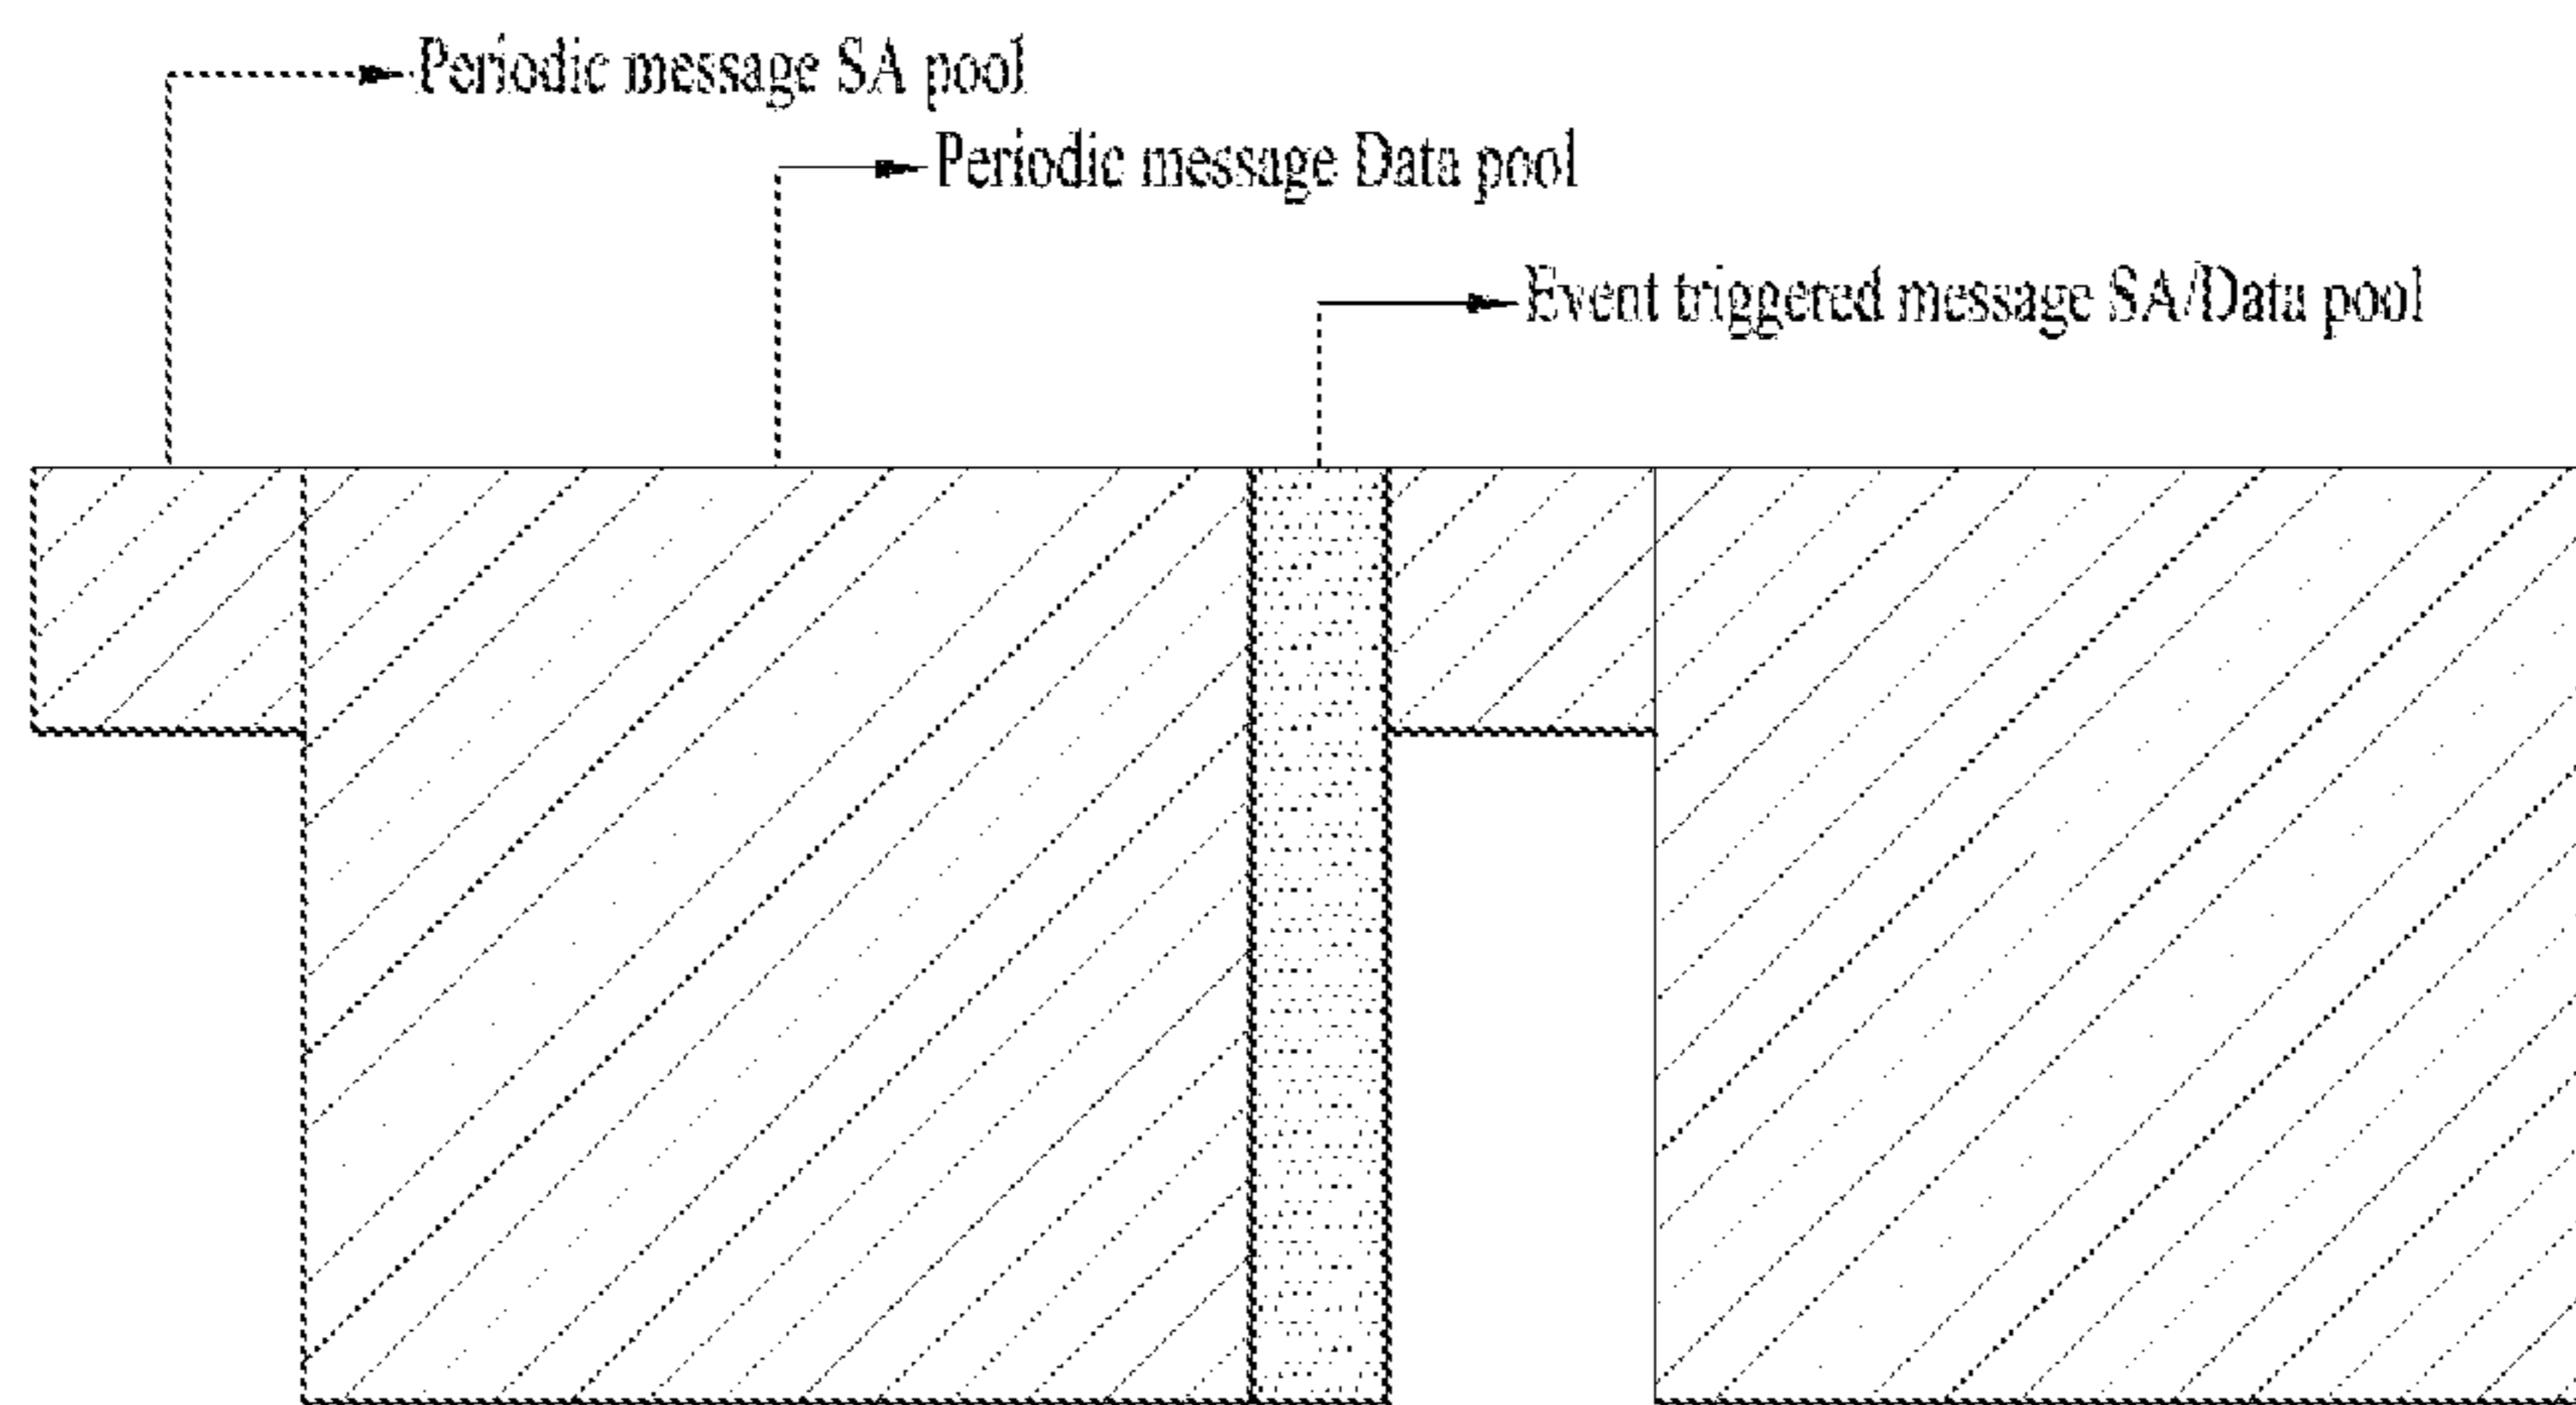 Periodic message SA pool
Periodic message Data pool
Event triggered message SA/Data pool